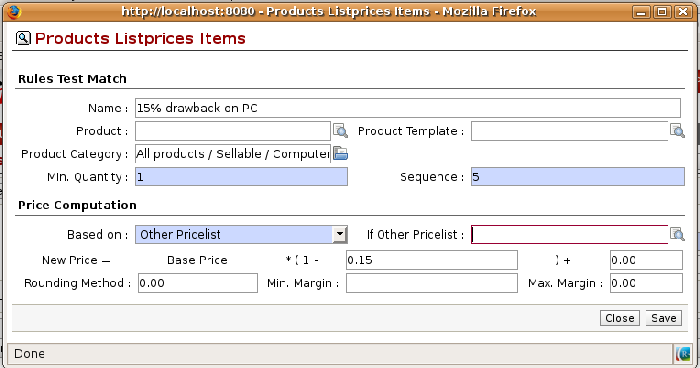 http://localhost:8080 - Products Listprices Items - Mozilla Firefox
Products Listprices Items
Rules Test Match
Name : 15% drawback on PC
Product : Product Template :
Product Category : All products / Sellable / Computer
Min. Quantity : 1 Sequence : 5
Price Computation
Based on : Other Pricelist If Other Pricelist :
New Price = Base Price * ( 1 - 0.15 ) + 0.00
Rounding Method : 0.00 Min. Margin : Max. Margin : 0.00
Close Save
Done